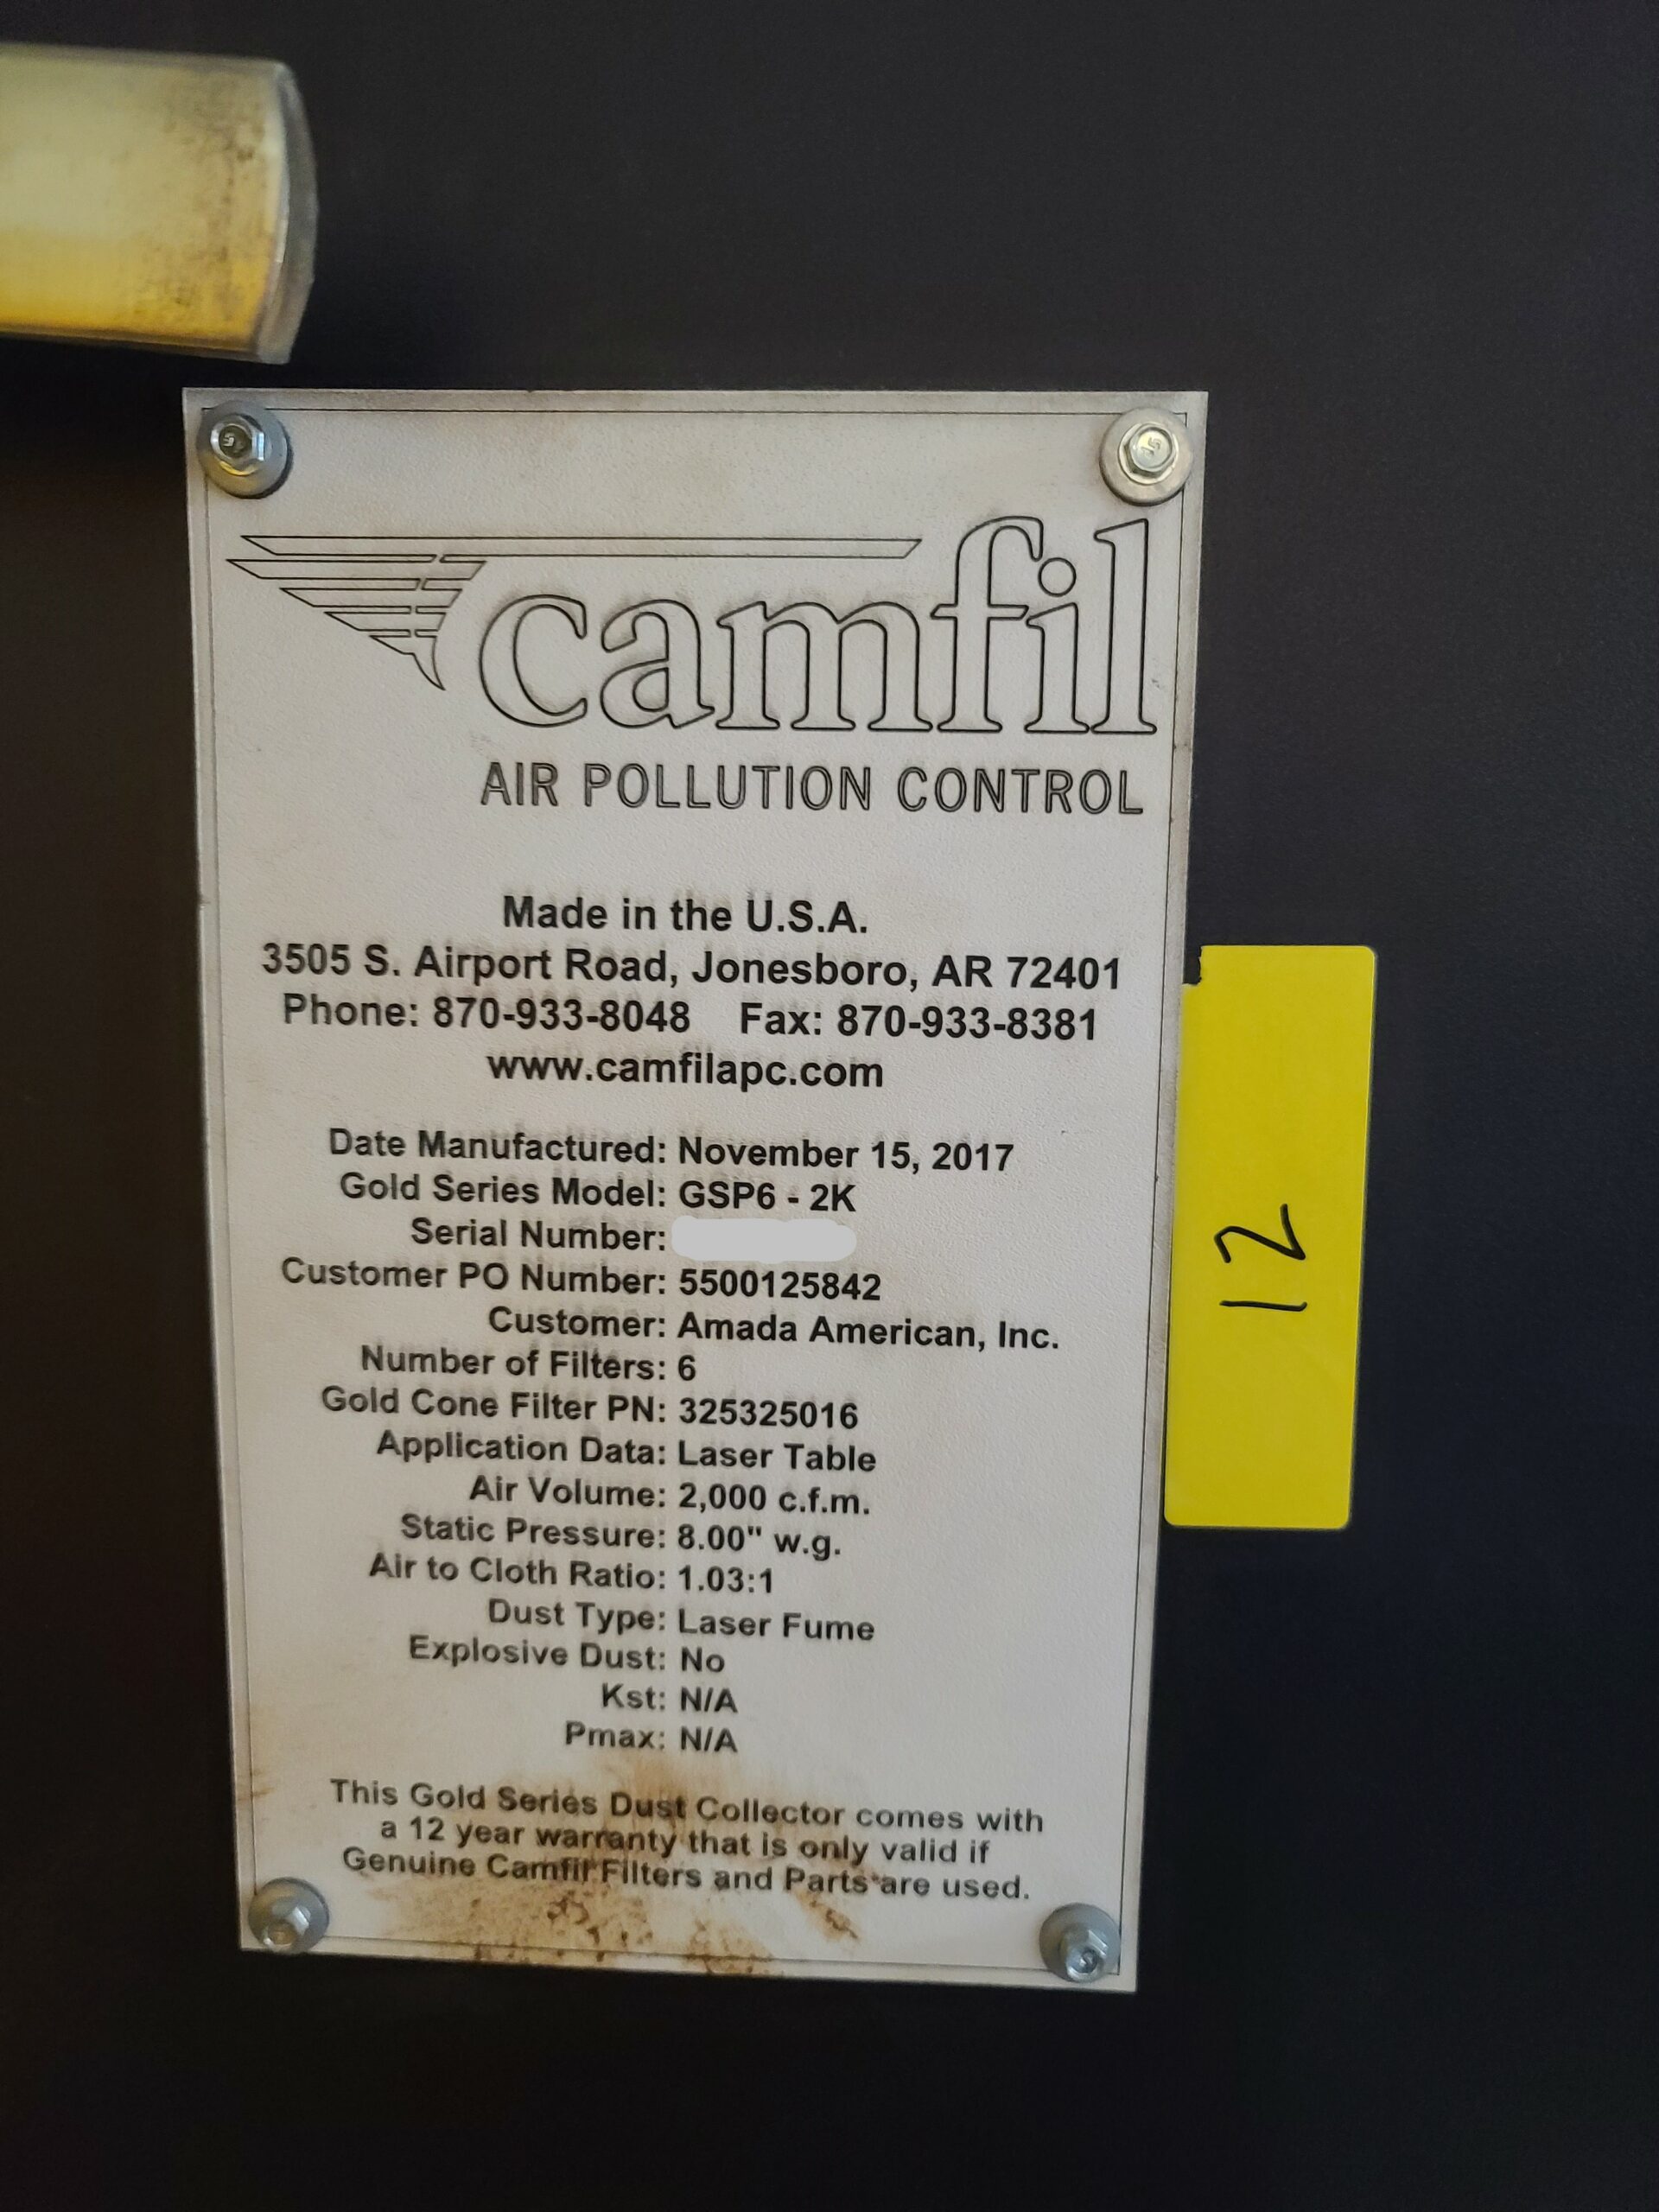 camfil
AIR POLLUTION CONTROL
Made in the U.S.A.
3505 S. Airport Road, Jonesboro, AR 72401
Phone: 870-933-8048 Fax: 870-933-8381
www.camfilapc.com
Date Manufactured: November 15, 2017
Gold Series Model: GSP6 - 2K
Serial Number:
Customer PO Number: 5500125842
Customer: Amada American, Inc.
Number of Filters: 6
Gold Cone Filter PN: 325325016
Application Data: Laser Table
Air Volume: 2,000 c.f.m.
Static Pressure: 8.00" w.g.
Air to Cloth Ratio: 1.03:1
Dust Type: Laser Fume
Explosive Dust: No
Kst: N/A
Pmax: N/A
This Gold Series Dust Collector comes with
a 12 year warranty that is only valid if
Genuine Camfil Filters and Parts are used.
12